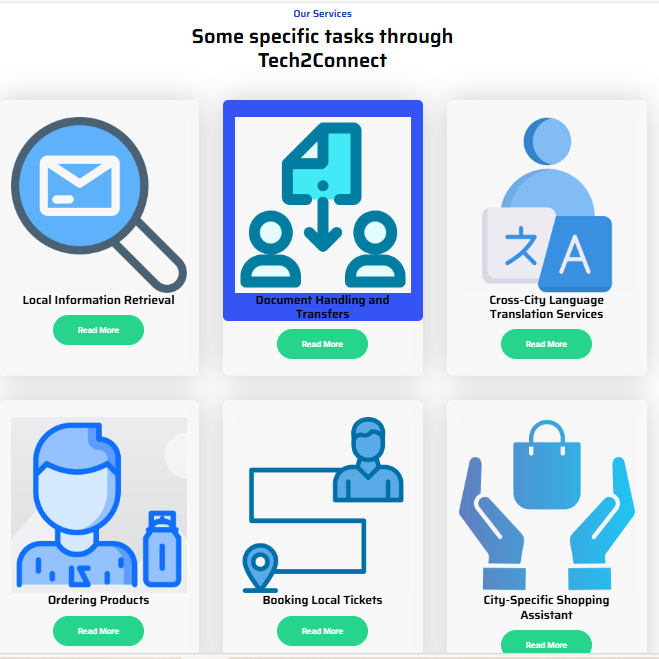 Our Services
Some specific tasks through
Tech2Connect
文 A
Local Information Retrieval
Document Handling and
Transfers
Cross-City Language
Translation Services
Read More
Read More
Read More
Ordering Products
Booking Local Tickets
City-Specific Shopping
Assistant
Read More
Read More
Read More